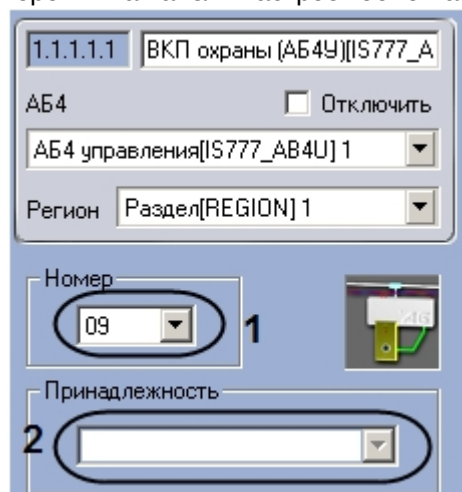 1.1.1.1.1 ВКП охраны (АБ4У)[IS777_A
АБ4 Отключить
АБ4 управления[IS777_AB4U] 1
Регион Раздел[REGION] 1
Номер
09 1
Принадлежность
2